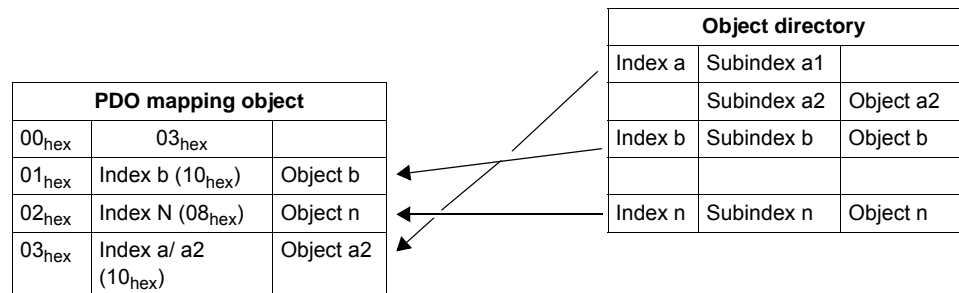 Object directory
Index a Subindex a1
Subindex a2 Object a2
Index b Subindex b Object b
Index n Subindex n Object n
PDO mapping object
00hex 03hex
01hex Index b (10hex) Object b
02hex Index N (08hex) Object n
03hex Index a/ a2 Object a2
(10hex)